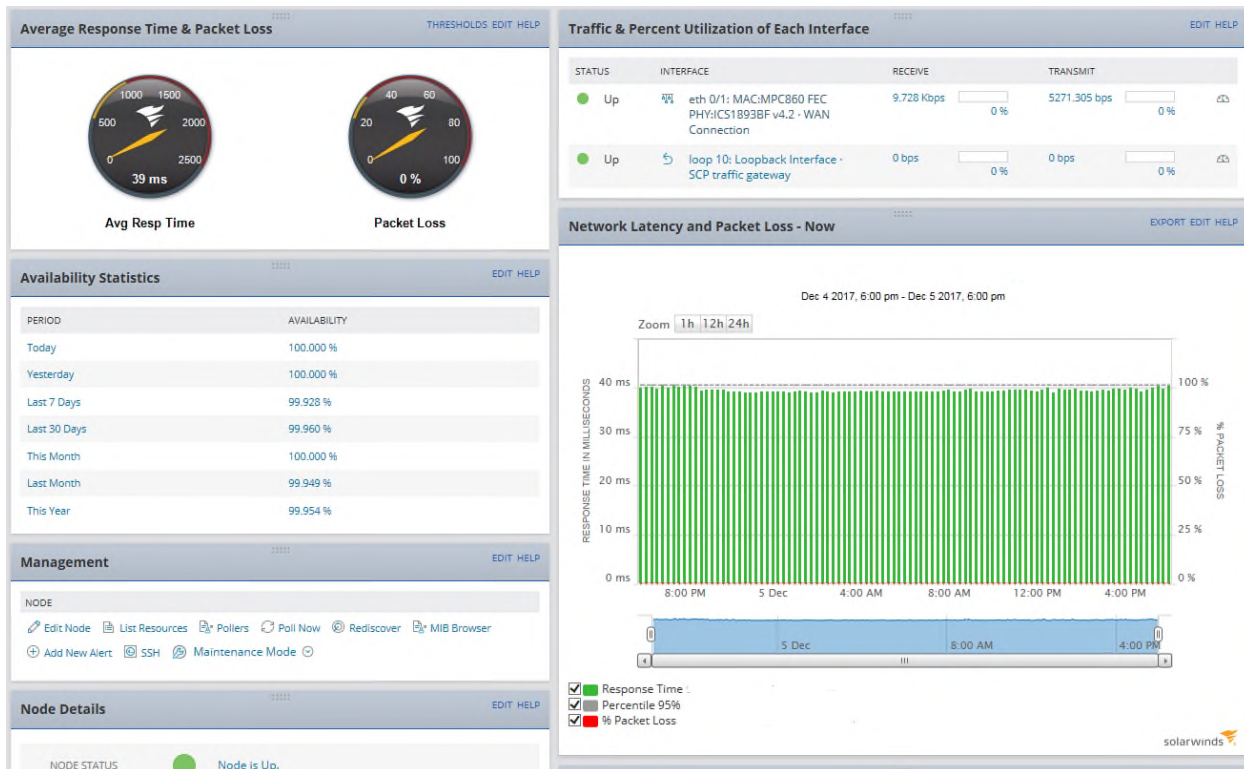 Average Response Time & Packet Loss
THRESHOLDS EDIT HELP
1000 1500
500 2000
0 2500
39 ms
Avg Resp Time
40 60
20 80
0 100
0 %
Packet Loss
Availability Statistics
EDIT HELP
PERIOD AVAILABILITY
Today 100.000 %
Yesterday 100.000 %
Last 7 Days 99.928 %
Last 30 Days 99.960 %
This Month 100.000 %
Last Month 99.949 %
This Year 99.954 %
Management
EDIT HELP
NODE
Edit Node List Resources Pollers Poll Now Rediscover MIB Browser
Add New Alert SSH Maintenance Mode
Node Details
EDIT HELP
NODE STATUS Node is Up.
Traffic & Percent Utilization of Each Interface
EDIT HELP
STATUS INTERFACE RECEIVE TRANSMIT
Up eth 0/1: MAC:MPC860 FEC 9.728 Kbps 5271.305 bps
PHY:ICS1893BF v4.2 · WAN 0 % 0 %
Connection
Up loop 10: Loopback Interface · 0 bps 0 bps
SCP traffic gateway 0 % 0 %
Network Latency and Packet Loss - Now
EXPORT EDIT HELP
Dec 4 2017, 6:00 pm - Dec 5 2017, 6:00 pm
Zoom 1h 12h 24h
RESPONSE TIME IN MILLISECONDS
40 ms
30 ms
20 ms
10 ms
0 ms
100 %
75 %
50 %
25 %
0 %
% PACKET LOSS
8:00 PM 5 Dec 4:00 AM 8:00 AM 12:00 PM 4:00 PM
5 Dec 8:00 AM 4:00 PM
Response Time
Percentile 95%
% Packet Loss
solarwinds